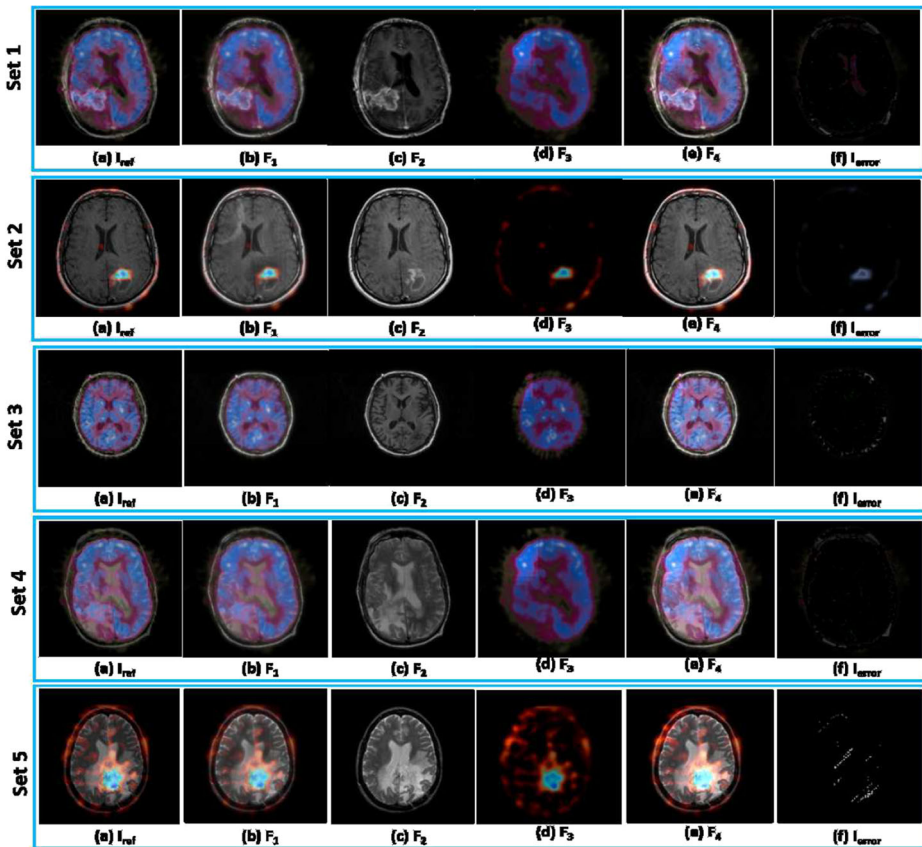 Set 1
(a) I_ref (b) F_1 (c) F_2 (d) F_3 (e) F_4 (f) I_error
Set 2
(a) I_ref (b) F_1 (c) F_2 (d) F_3 (e) F_4 (f) I_error
Set 3
(a) I_ref (b) F_1 (c) F_2 (d) F_3 (e) F_4 (f) I_error
Set 4
(a) I_ref (b) F_1 (c) F_2 (d) F_3 (e) F_4 (f) I_error
Set 5
(a) I_ref (b) F_1 (c) F_2 (d) F_3 (e) F_4 (f) I_error